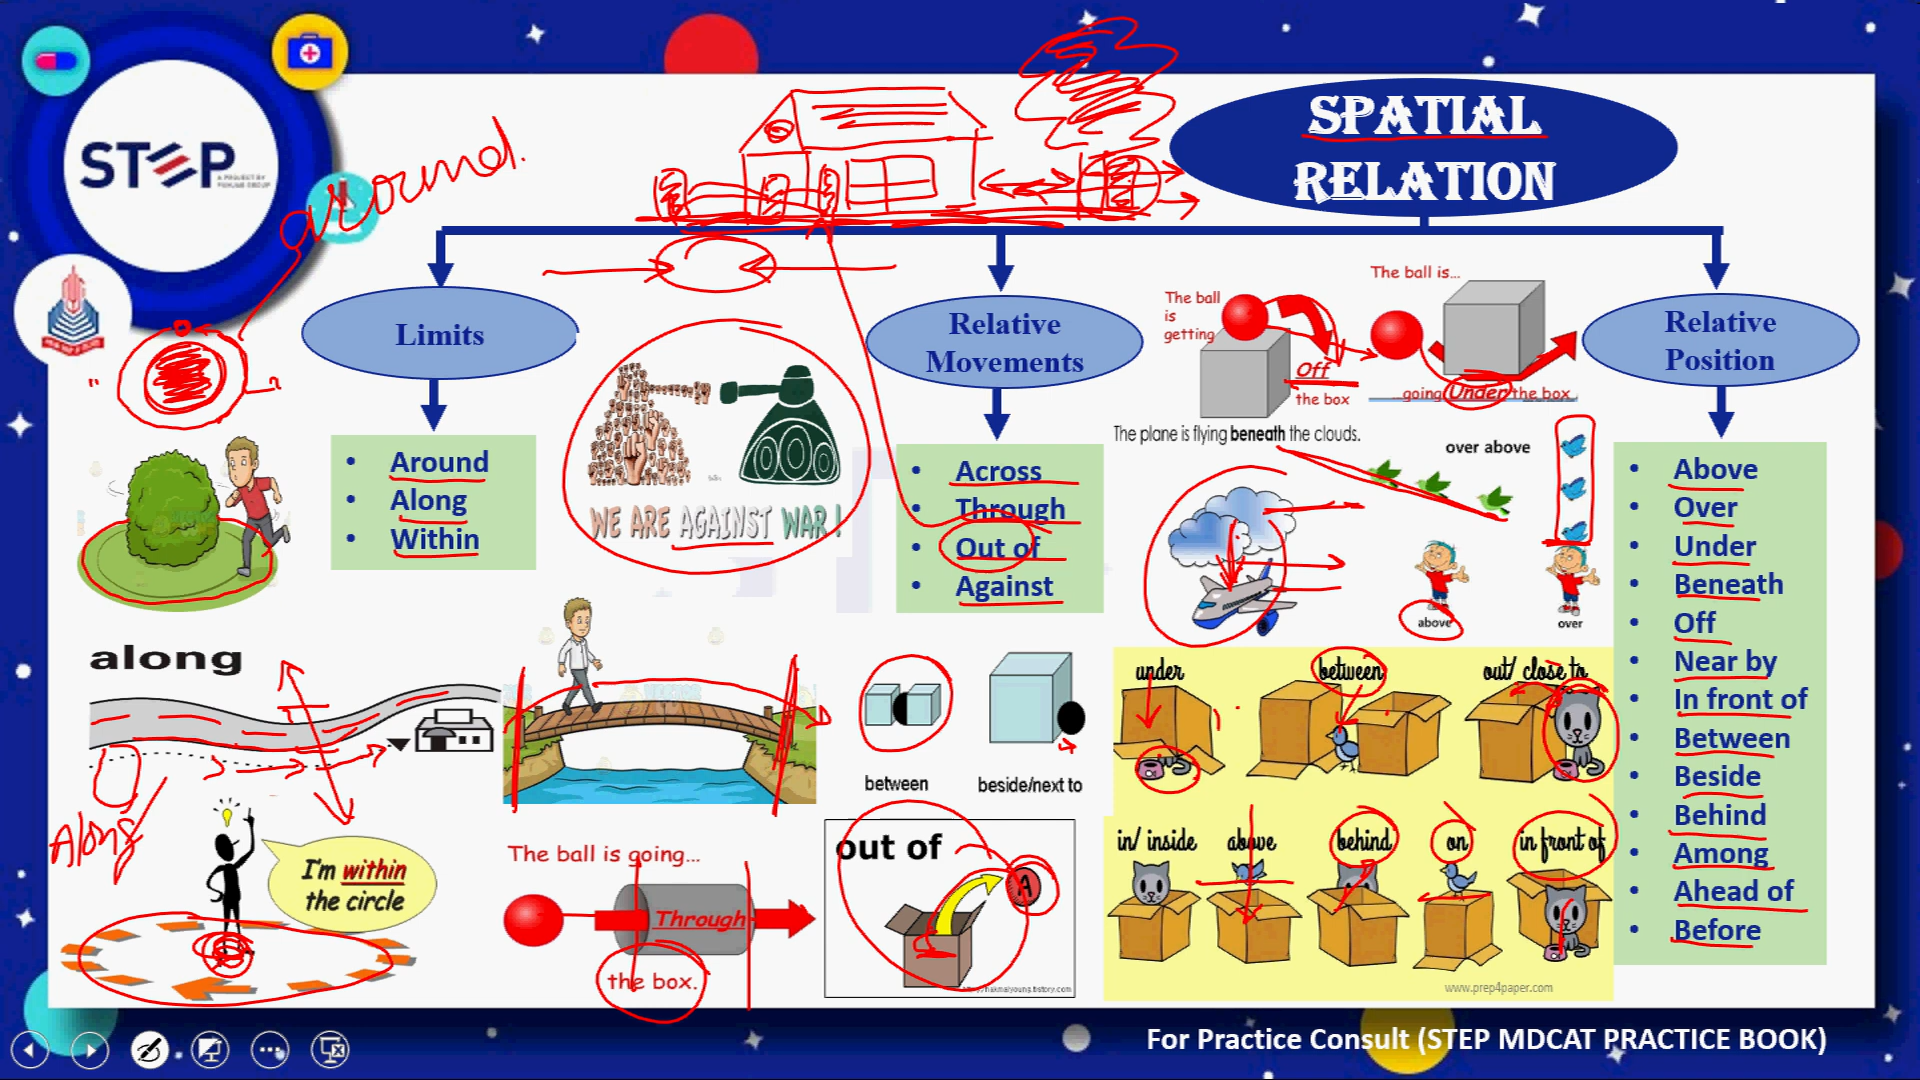 STEP
A PROJECT BY PUNJAB GROUP
around.
SPATIAL
RELATION
Limits
Relative
Movements
Relative
Position
• Around
• Along
• Within
WE ARE AGAINST WAR !
• Across
• Through
• Out of
• Against
The ball
is
getting
Off
the box
The ball is...
...going Under the box
The plane is flying beneath the clouds.
over above
above
over
• Above
• Over
• Under
• Beneath
• Off
• Near by
• In front of
• Between
• Beside
• Behind
• Among
• Ahead of
• Before
along
Along
I'm within
the circle
The ball is going...
Through
the box.
between
beside/next to
out of
A
under
between
out/ close to
in/ inside
above
behind
on
in front of
www.prep4paper.com
For Practice Consult (STEP MDCAT PRACTICE BOOK)